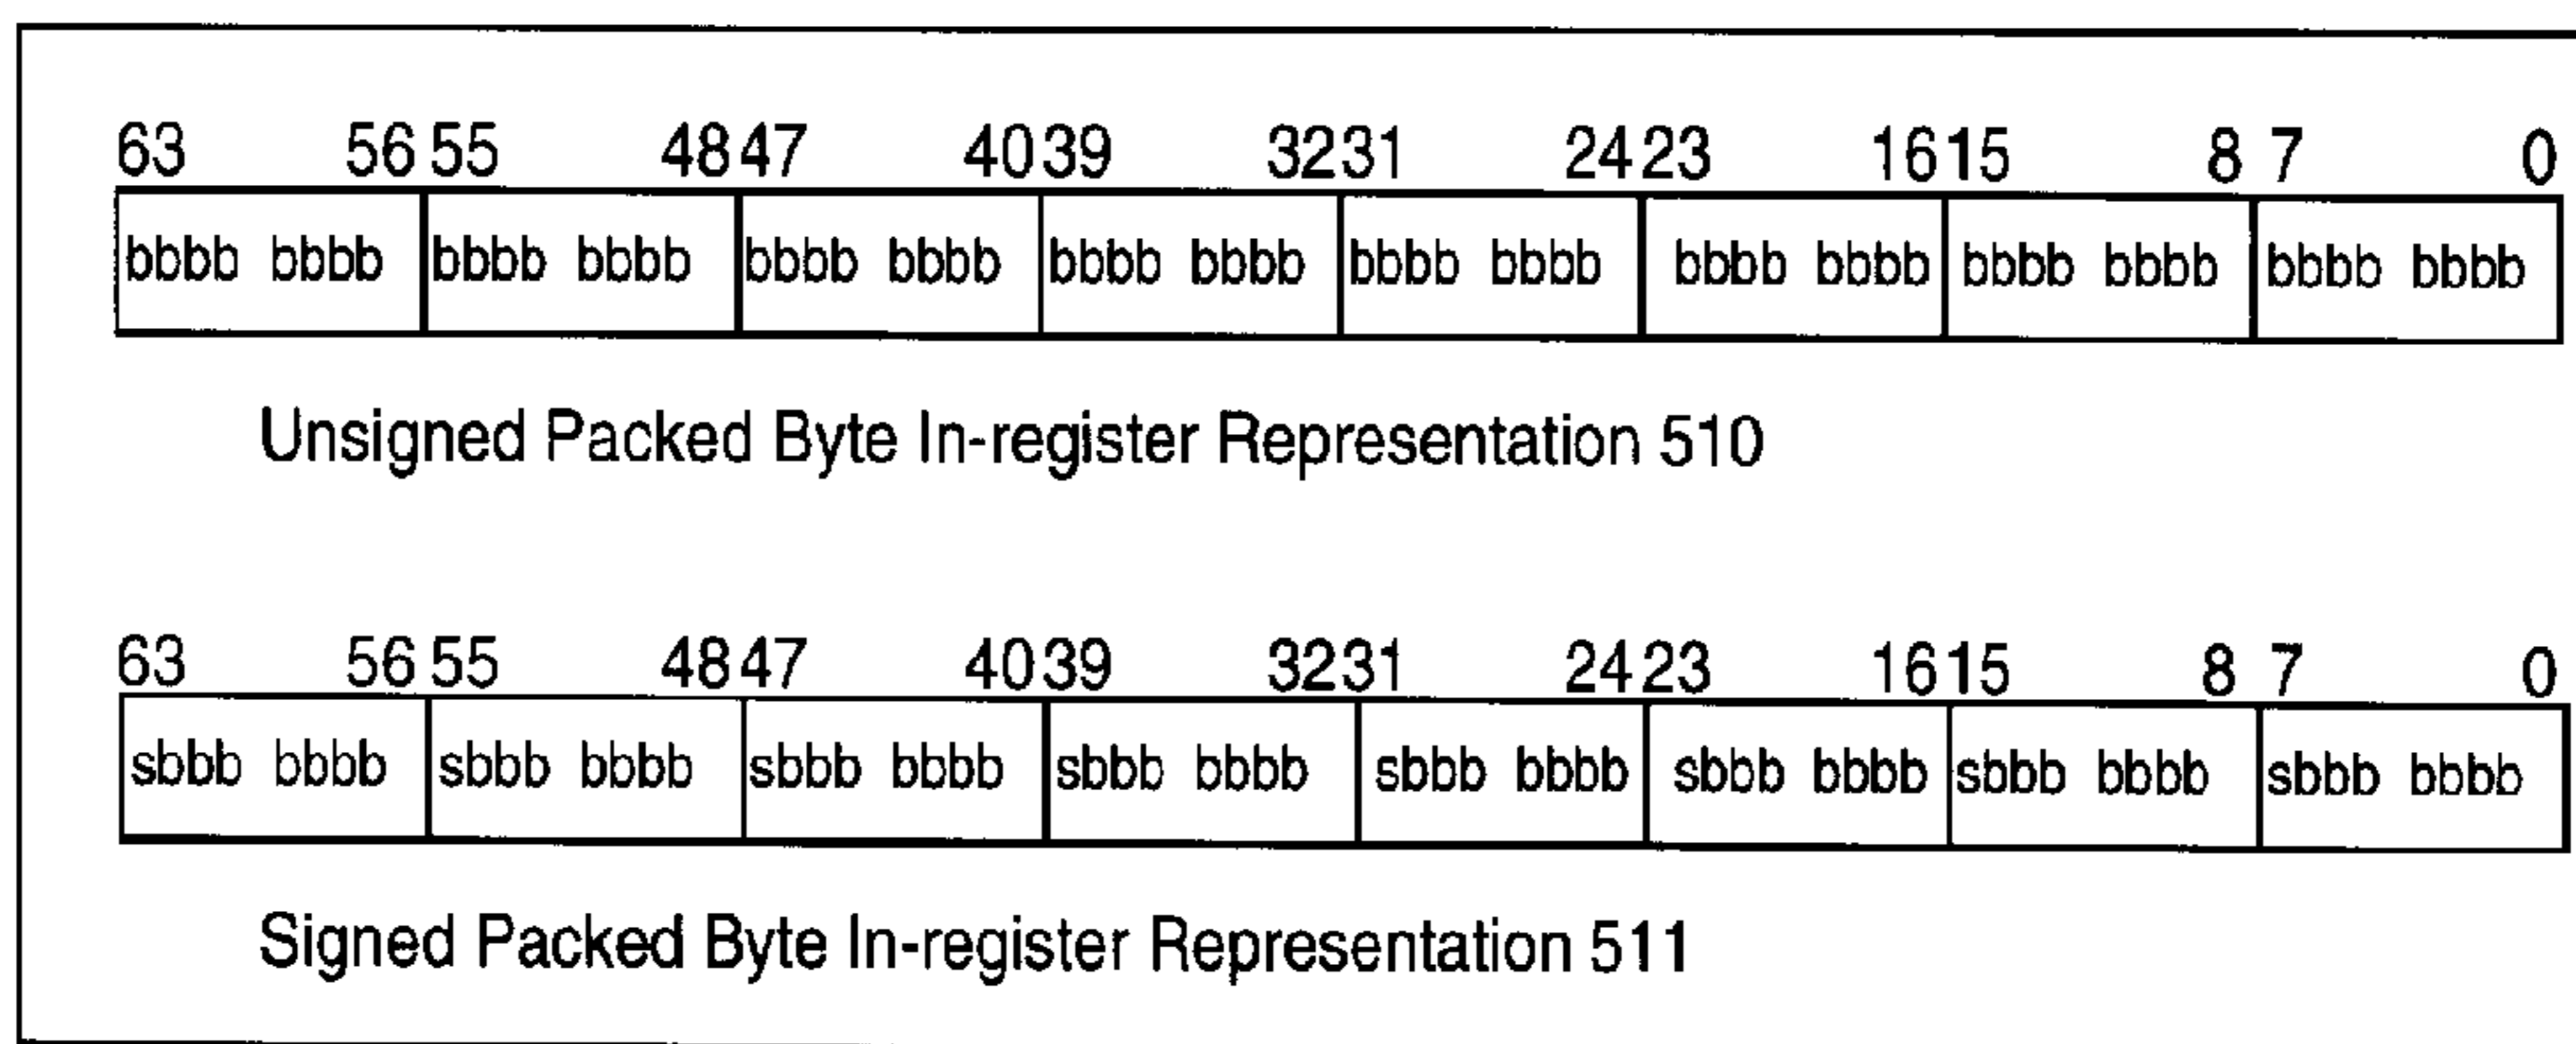 63 56 55 48 47 40 39 32 31 24 23 16 15 8 7 0
bbbb bbbb bbbb bbbb bbbb bbbb bbbb bbbb bbbb bbbb bbbb bbbb bbbb bbbb bbbb bbbb
Unsigned Packed Byte In-register Representation 510
63 56 55 48 47 40 39 32 31 24 23 16 15 8 7 0
sbbb bbbb sbbb bbbb sbbb bbbb sbbb bbbb sbbb bbbb sbbb bbbb sbbb bbbb sbbb bbbb
Signed Packed Byte In-register Representation 511